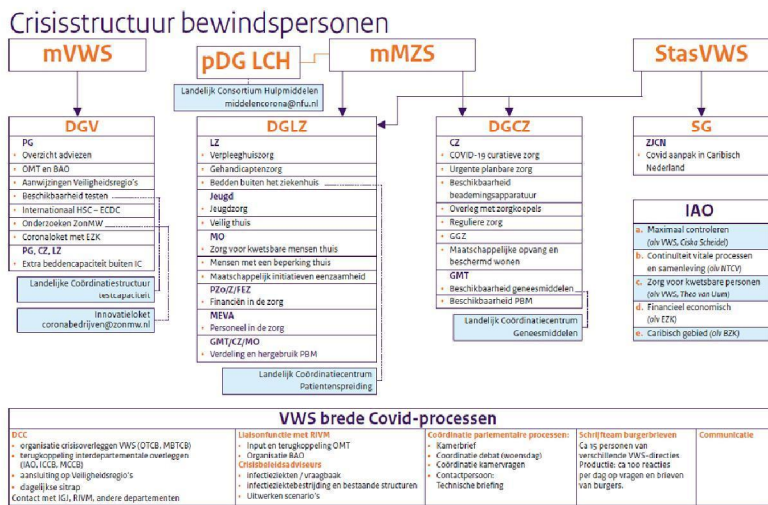 Crisisstructuur bewindspersonen
mVWS
pDG LCH
mMZS
StasVWS
Landelijk Consortium Hulpmiddelen
middelencorona@nfu.nl
DGV
PG
• Overzicht adviezen
• OMT en BAO
• Aanwijzingen Veiligheidsregio's
• Beschikbaarheid testen
• Internationaal HSC – ECDC
• Onderzoeken ZonMW
• Coronaloket met EZK
PG, CZ, LZ
• Extra beddencapaciteit buiten IC
Landelijke Coördinatiestructuur
testcapaciteit
Innovatieloket
coronabedrijven@zonmw.nl
DGLZ
LZ
• Verpleeghuiszorg
• Gehandicaptenzorg
• Bedden buiten het ziekenhuis
Jeugd
• Jeugdzorg
• Veilig thuis
MO
• Zorg voor kwetsbare mensen thuis
• Mensen met een beperking thuis
• Maatschappelijk initiatieven eenzaamheid
PZo/Z/FEZ
• Financiën in de zorg
MEVA
• Personeel in de zorg
GMT/CZ/MO
• Verdeling en hergebruik PBM
Landelijk Coördinatiecentrum
Patientenspreiding
DGCZ
CZ
• COVID-19 curatieve zorg
• Urgente planbare zorg
• Beschikbaarheid
beademingsapparatuur
• Overleg met zorgkoepels
• Reguliere zorg
• GGZ
• Maatschappelijke opvang en
beschermd wonen
GMT
• Beschikbaarheid geneesmiddelen
• Beschikbaarheid PBM
Landelijk Coördinatiecentrum
Geneesmiddelen
SG
ZJCN
• Covid aanpak in Caribisch
Nederland
IAO
a. Maximaal controleren
(olv VWS, Ciska Scheidel)
b. Continuïteit vitale processen
en samenleving (olv NTCV)
c. Zorg voor kwetsbare personen
(olv VWS, Theo van Uum)
d. Financieel economisch
(olv EZK)
e. Caribisch gebied (olv BZK)
VWS brede Covid-processen
DCC
• organisatie crisisoverleggen VWS (OTCB, MBTCB)
• terugkoppeling interdepartementale overleggen
(IAO, ICCB, MCCB)
• aansluiting op Veiligheidsregio's
• dagelijkse sitrap
Contact met IGJ, RIVM, andere departementen
Liaisonfunctie met RIVM
• Input en terugkoppeling OMT
• Organisatie BAO
Crisisbeleidsadviseurs
• Infectieziekten / vraagbaak
• infectieziektebestrijding en bestaande structuren
• Uitwerken scenario's
Coördinatie parlementaire processen:
• Kamerbrief
• Coordinatie debat (woensdag)
• Coördinatie kamervragen
• Contactpersoon:
Technische briefing
Schrijfteam burgerbrieven
Ca 15 personen van
verschillende VWS-directies
Productie: ca 100 reacties
per dag op vragen en brieven
van burgers.
Communicatie